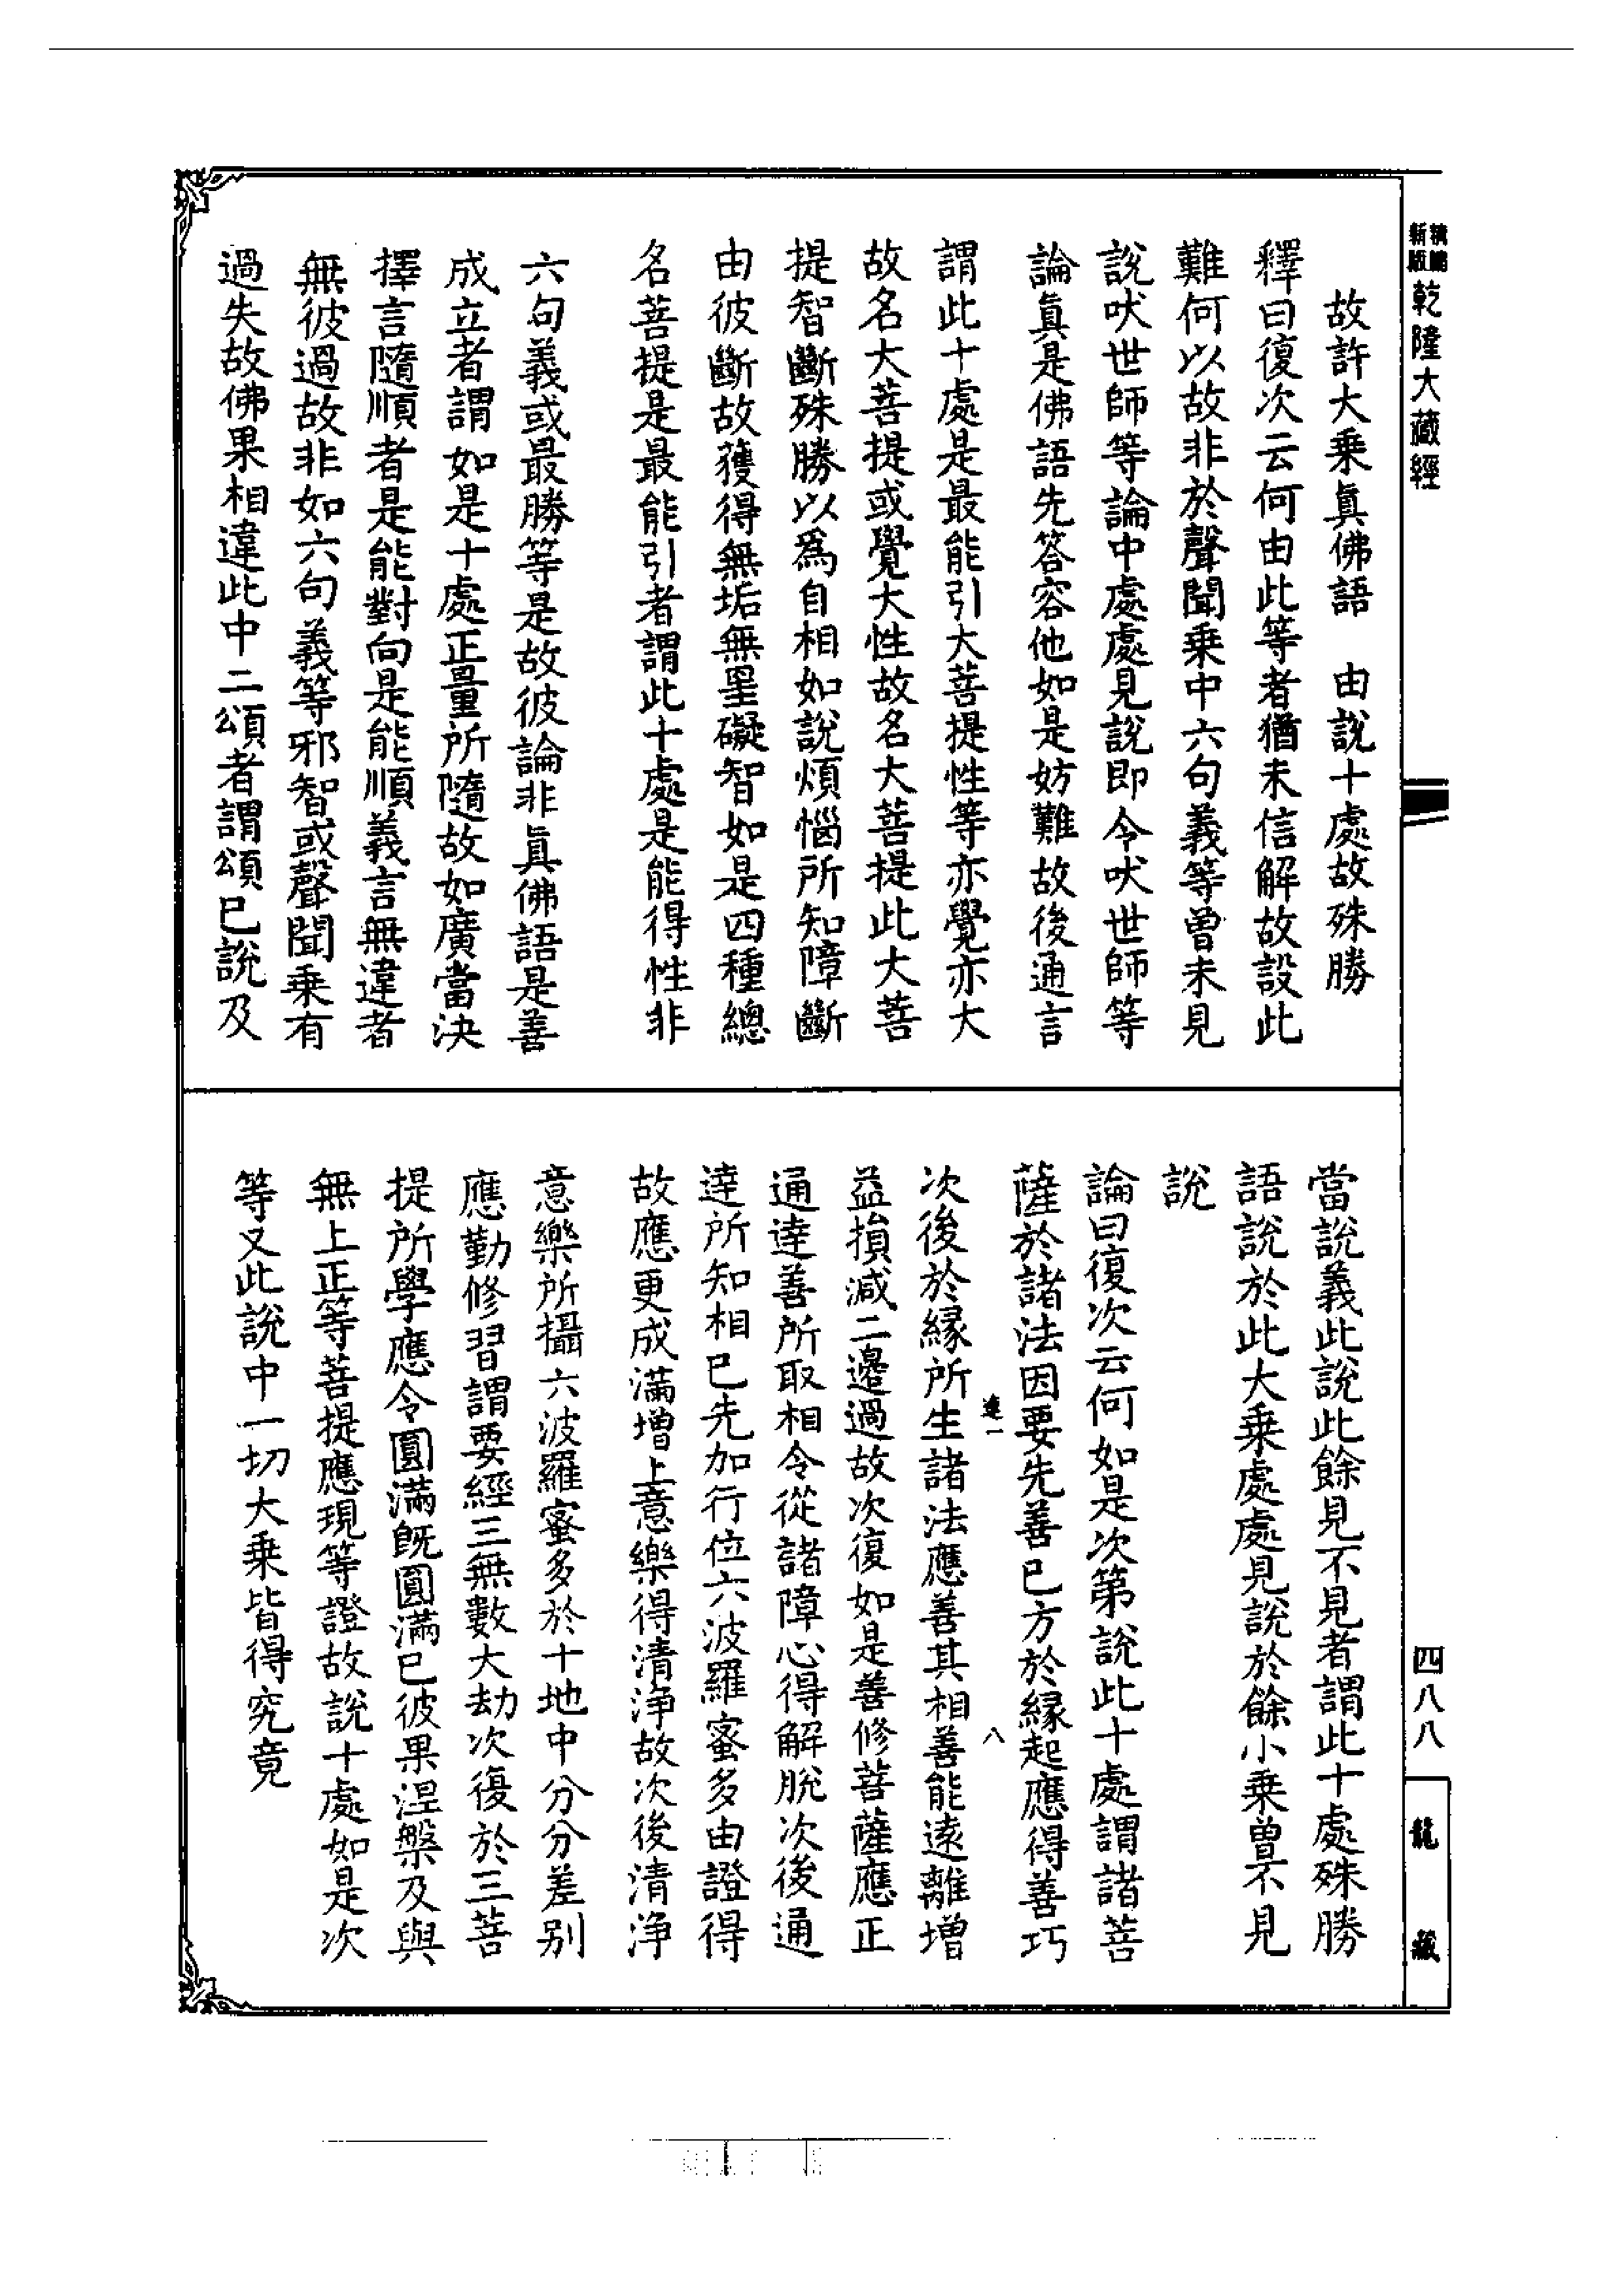 新版精縮乾隆大藏經
故許大乘眞佛語　由說十處故殊勝
釋曰復次云何由此等者猶未信解故設此
難何以故非於聲聞乘中六句義等曾未見
說吠世師等論中處處見說即令吠世師等
論眞是佛語先答容他如是妨難故後通言
謂此十處是最能引大菩提性等亦覺亦大
故名大菩提或覺大性故名大菩提此大菩
提智斷殊勝以爲自相如說煩惱所知障斷
由彼斷故獲得無垢無罣礙智如是四種總
名菩提是最能引者謂此十處是能得性非
六句義或最勝等是故彼論非眞佛語是善
成立者謂如是十處正量所隨故如廣當決
擇言隨順者是能對向是能順義言無違者
無彼過故非如六句義等邪智或聲聞乘有
過失故佛果相違此中二頌者謂頌已說及
當說義此說此餘見不見者謂此十處殊勝
語說於此大乘處處見說於餘小乘曾不見
說
論曰復次云何如是次第說此十處謂諸菩
薩於諸法因要先善已方於緣起應得善巧
次後於緣所生諸法應善其相善能遠離增
益損減二邊過故次復如是善修菩薩應正
通達善所取相令從諸障心得解脫次後通
達所知相已先加行位六波羅蜜多由證得
故應更成滿增上意樂得清淨故次後清淨
意樂所攝六波羅蜜多於十地中分分差別
應勤修習謂要經三無數大劫次復於三菩
提所學應令圓滿旣圓滿已彼果涅槃及與
無上正等菩提應現等證故說十處如是次
等又此說中一切大乘皆得究竟
八
四八八
龍藏